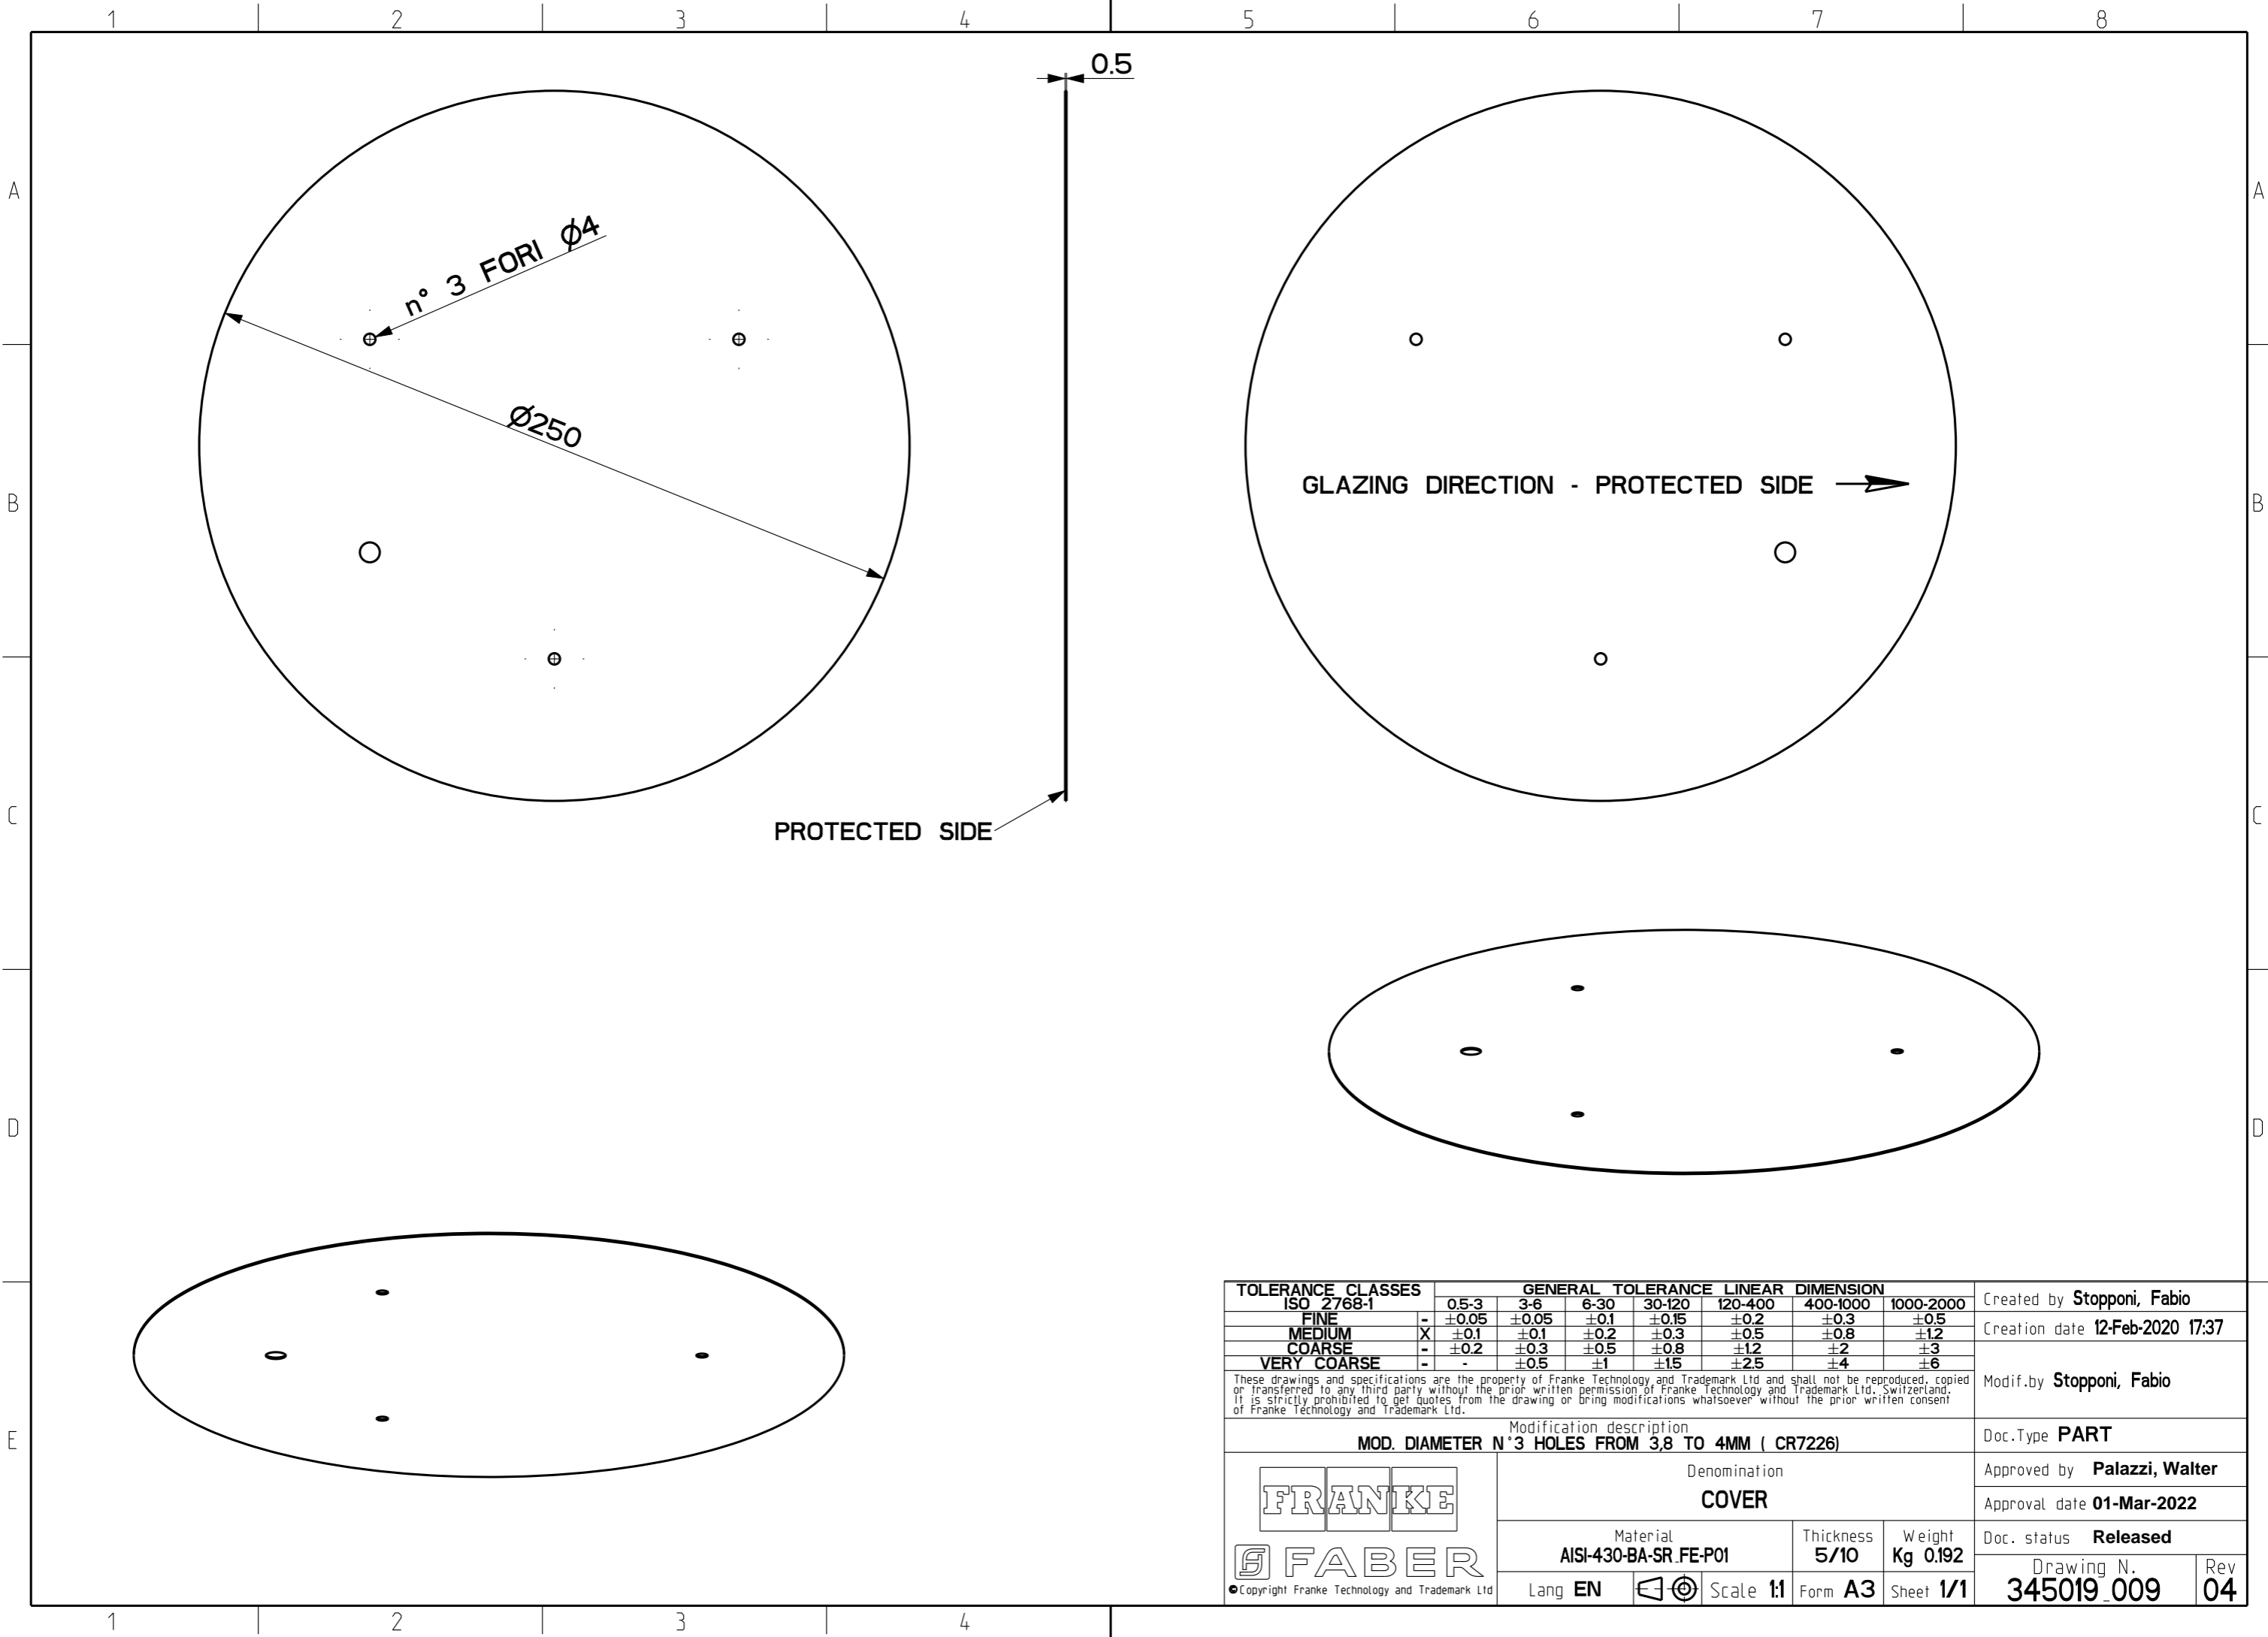 1 2 3 4 5 6 7 8
0.5
A A
n° 3 FORI Ø4
Ø250
GLAZING DIRECTION - PROTECTED SIDE
B B
C C
PROTECTED SIDE
D D
E
TOLERANCE CLASSES
ISO 2768-1
GENERAL TOLERANCE LINEAR DIMENSION
0.5-3 3-6 6-30 30-120 120-400 400-1000 1000-2000
FINE - ±0.05 ±0.05 ±0.1 ±0.15 ±0.2 ±0.3 ±0.5
MEDIUM X ±0.1 ±0.1 ±0.2 ±0.3 ±0.5 ±0.8 ±1.2
COARSE - ±0.2 ±0.3 ±0.5 ±0.8 ±1.2 ±2 ±3
VERY COARSE - - ±0.5 ±1 ±1.5 ±2.5 ±4 ±6
These drawings and specifications are the property of Franke Technology and Trademark Ltd and shall not be reproduced, copied
or transferred to any third party without the prior written permission of Franke Technology and Trademark Ltd, Switzerland.
It is strictly prohibited to get quotes from the drawing or bring modifications whatsoever without the prior written consent
of Franke Technology and Trademark Ltd.
Modification description
MOD. DIAMETER N°3 HOLES FROM 3,8 TO 4MM ( CR7226)
Created by Stopponi, Fabio
Creation date 12-Feb-2020 17:37
Modif.by Stopponi, Fabio
Doc.Type PART
Approved by Palazzi, Walter
Approval date 01-Mar-2022
Doc. status Released
FRANKE
FABER
©Copyright Franke Technology and Trademark Ltd
Denomination
COVER
Material
AISI-430-BA-SR_FE-P01
Thickness
5/10
Weight
Kg 0.192
Lang EN
Scale 1:1
Form A3
Sheet 1/1
Drawing N.
345019_009
Rev
04
1 2 3 4